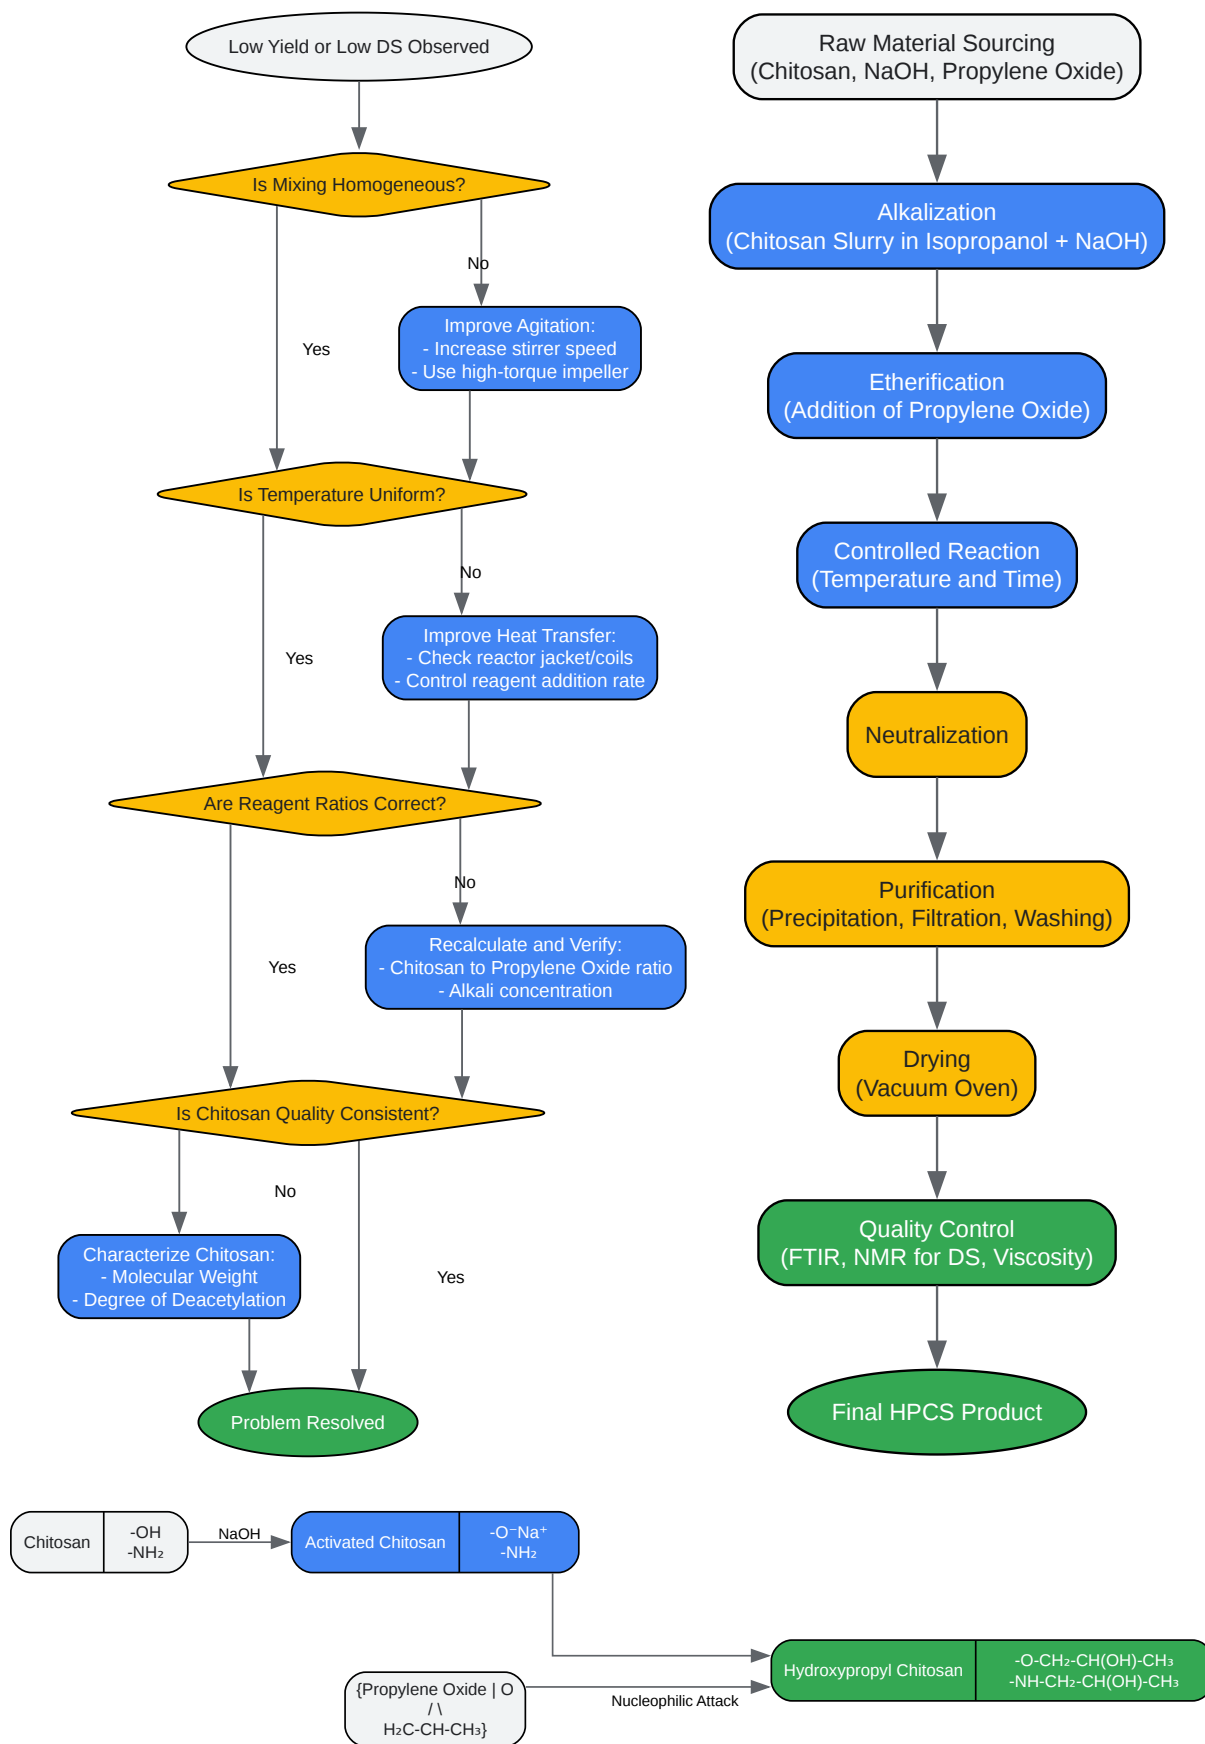 Low Yield or Low DS Observed
Is Mixing Homogeneous?
No
Improve Agitation:
- Increase stirrer speed
- Use high-torque impeller
Yes
Is Temperature Uniform?
No
Improve Heat Transfer:
- Check reactor jacket/coils
- Control reagent addition rate
Yes
Are Reagent Ratios Correct?
No
Recalculate and Verify:
- Chitosan to Propylene Oxide ratio
- Alkali concentration
Yes
Is Chitosan Quality Consistent?
No
Characterize Chitosan:
- Molecular Weight
- Degree of Deacetylation
Yes
Problem Resolved
Raw Material Sourcing
(Chitosan, NaOH, Propylene Oxide)
Alkalization
(Chitosan Slurry in Isopropanol + NaOH)
Etherification
(Addition of Propylene Oxide)
Controlled Reaction
(Temperature and Time)
Neutralization
Purification
(Precipitation, Filtration, Washing)
Drying
(Vacuum Oven)
Quality Control
(FTIR, NMR for DS, Viscosity)
Final HPCS Product
Chitosan
-OH
-NH₂
NaOH
Activated Chitosan
-O⁻Na⁺
-NH₂
{Propylene Oxide | O
/ \
H₂C-CH-CH₃}
Nucleophilic Attack
Hydroxypropyl Chitosan
-O-CH₂-CH(OH)-CH₃
-NH-CH₂-CH(OH)-CH₃